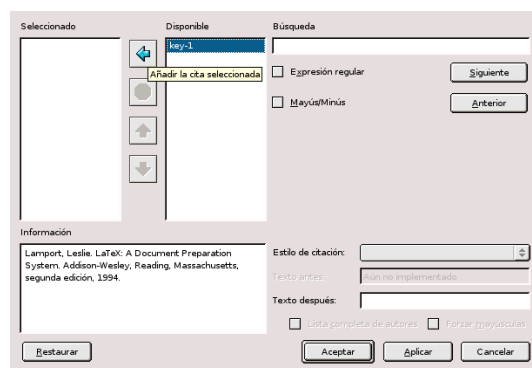 Seleccionado
Disponible
Búsqueda
key-1
Añadir la cita seleccionada
Expresión regular
Siguiente
Mayús/Minús
Anterior
Información
Lamport, Leslie. LaTeX: A Document Preparation
System. Addison-Wesley, Reading, Massachusetts,
segunda edición, 1994.
Estilo de citación:
Texto antes:
Aún no implementado
Texto después:
Lista completa de autores
Forzar mayúsculas
Restaurar
Aceptar
Aplicar
Cancelar